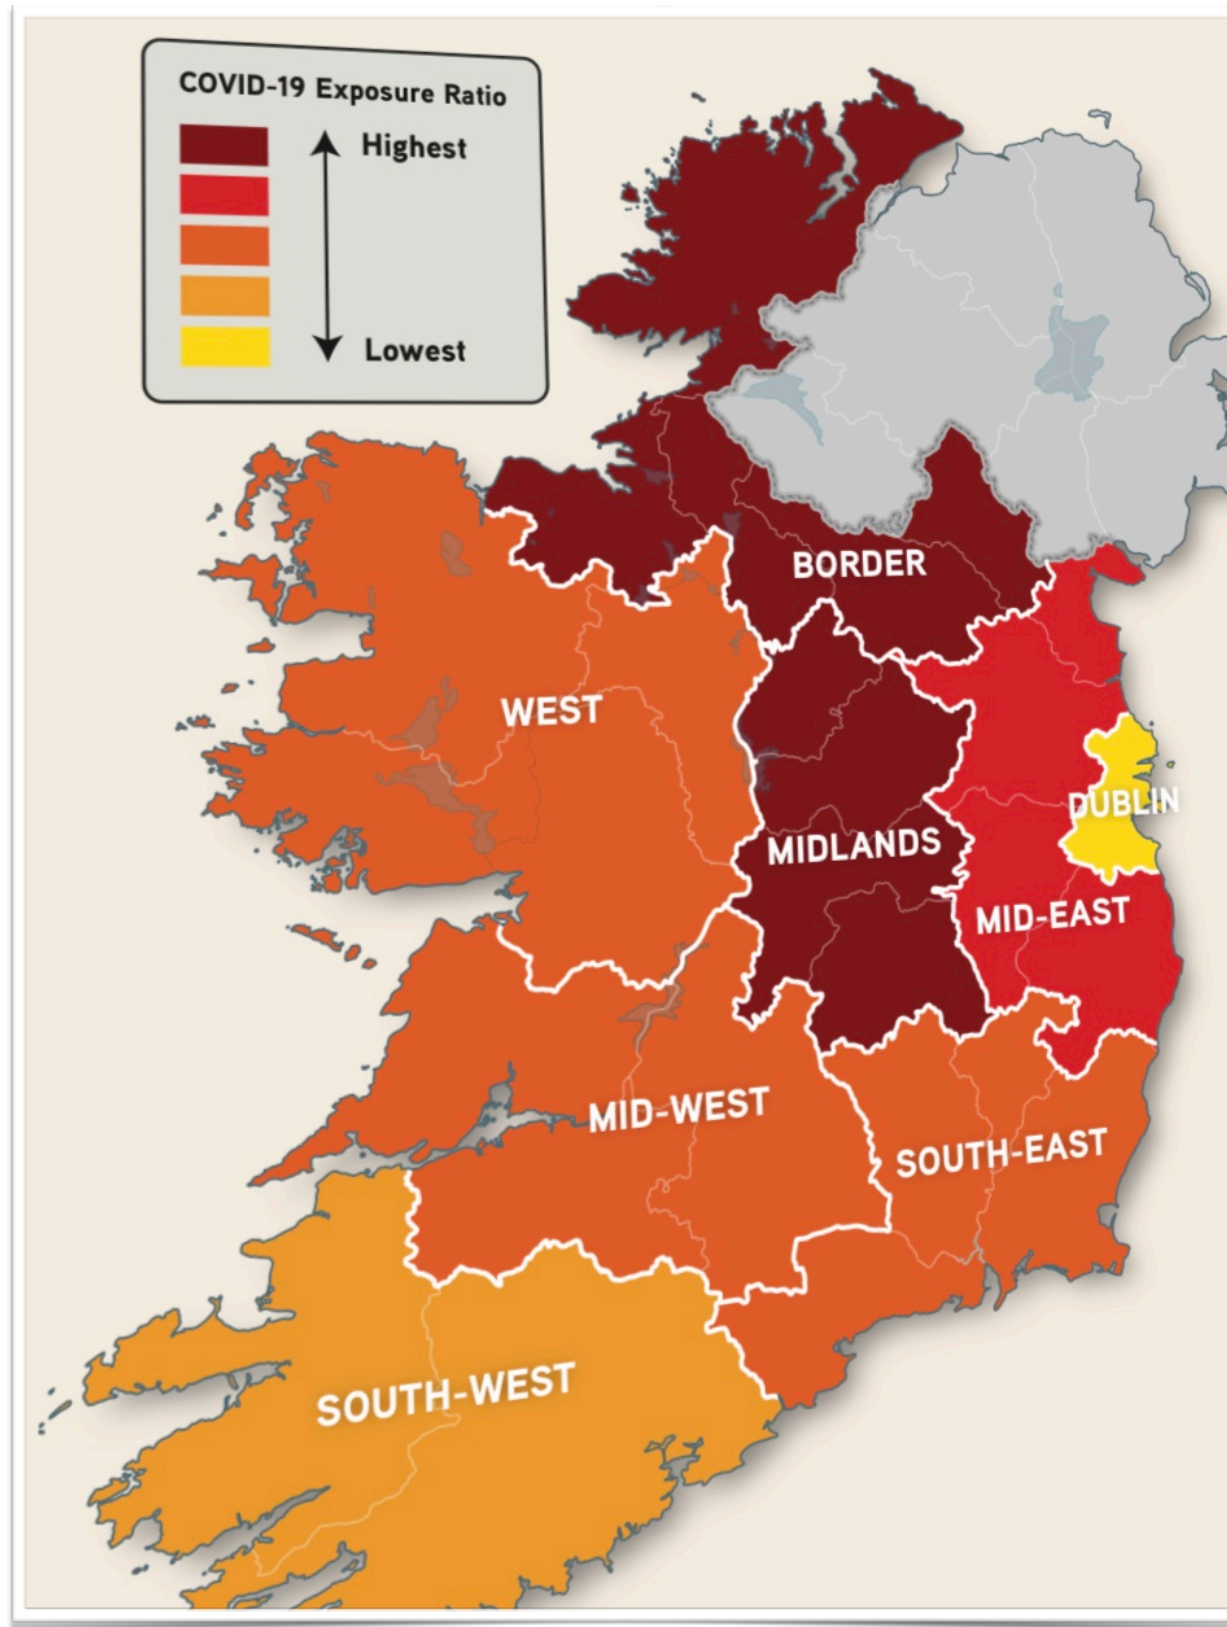 COVID-19 Exposure Ratio
Highest
Lowest
BORDER
WEST
DUBLIN
MIDLANDS
MID-EAST
MID-WEST
SOUTH-EAST
SOUTH-WEST